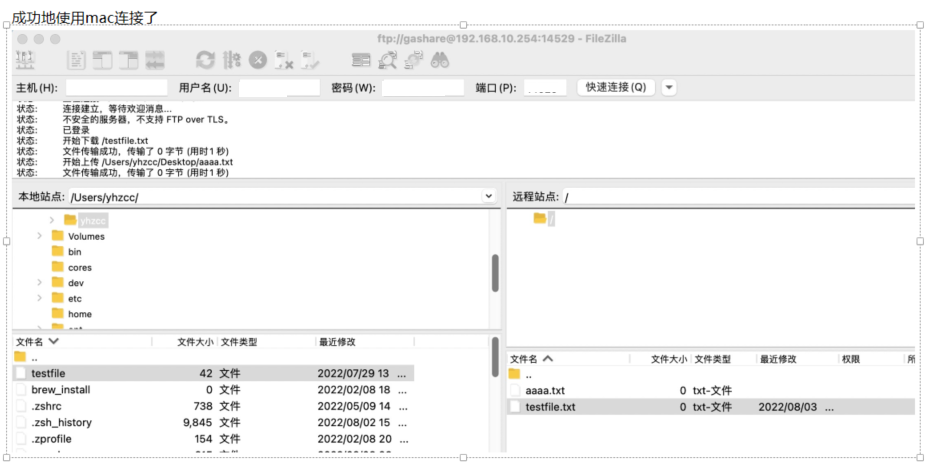 成功地使用mac连接了
ftp://gashare@192.168.10.254:14529 - FileZilla
主机(H): 用户名(U): 密码(W): 端口(P): 快速连接(Q)
状态: 连接建立，等待欢迎消息...
状态: 不安全的服务器，不支持 FTP over TLS。
状态: 已登录
状态: 开始下载 /testfile.txt
状态: 文件传输成功，传输了 0 字节 (用时1 秒)
状态: 开始上传 /Users/yhzcc/Desktop/aaaa.txt
状态: 文件传输成功，传输了 0 字节 (用时1 秒)
本地站点: /Users/yhzcc/
yhzcc
Volumes
bin
cores
dev
etc
home
文件名 文件大小 文件类型 最近修改
..
testfile 42 文件 2022/07/29 13 ...
brew_install 0 文件 2022/02/08 18 ...
.zshrc 738 文件 2022/05/09 14 ...
.zsh_history 9,845 文件 2022/08/02 15 ...
.zprofile 154 文件 2022/02/08 20 ...
远程站点: /
/
文件名 文件大小 文件类型 最近修改 权限
..
aaaa.txt 0 txt-文件
testfile.txt 0 txt-文件 2022/08/03 ...